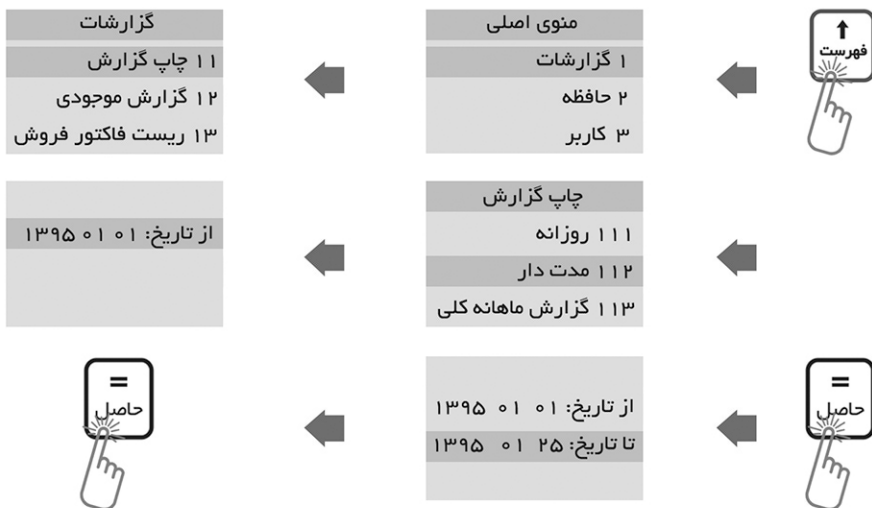 فهرست
منوی اصلی
۱ گزارشات
۲ حافظه
۳ کاربر
گزارشات
۱۱ چاپ گزارش
۱۲ گزارش موجودی
۱۳ ریست فاکتور فروش
چاپ گزارش
۱۱۱ روزانه
۱۱۲ مدت دار
۱۱۳ گزارش ماهانه کلی
از تاریخ: ۰۱ ۰۱ ۱۳۹۵
=
حاصل
از تاریخ: ۰۱ ۰۱ ۱۳۹۵
تا تاریخ: ۲۵ ۰۱ ۱۳۹۵
=
حاصل